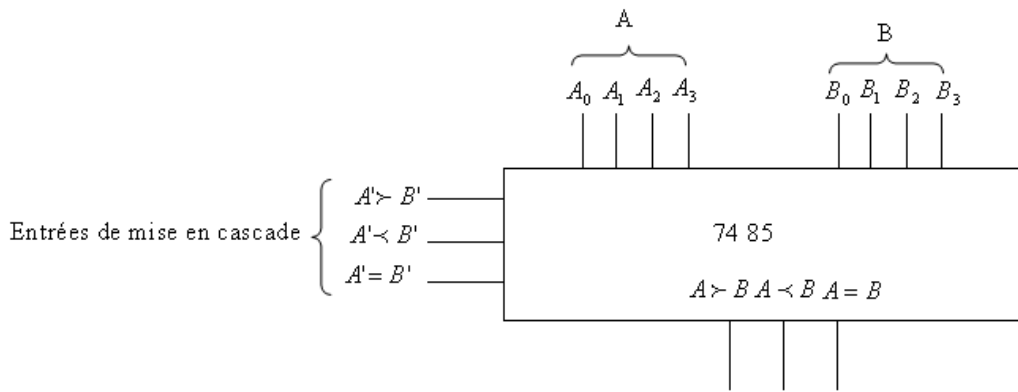 A
B
A₀ A₁ A₂ A₃
B₀ B₁ B₂ B₃
A'≻ B'
Entrées de mise en cascade
A'≺ B'
A'= B'
74 85
A≻ B A≺ B A= B